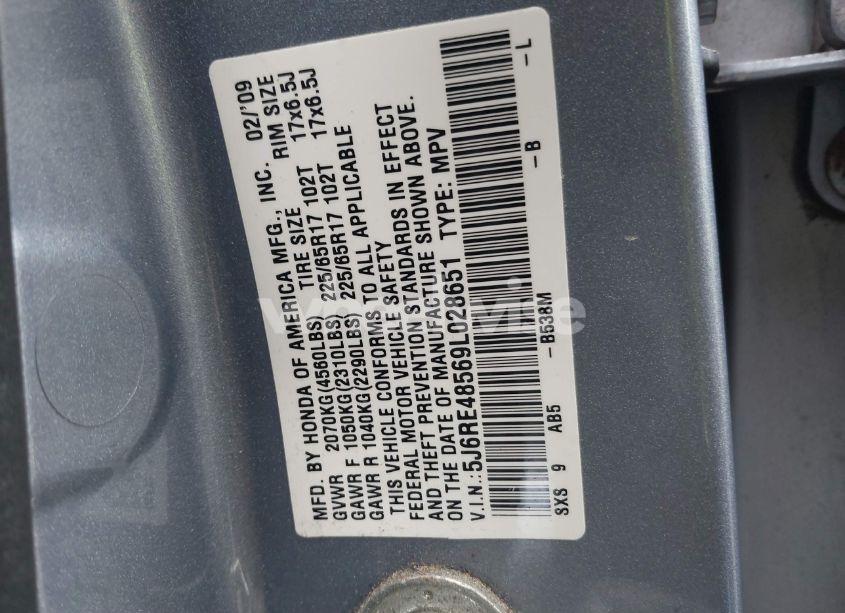 MFD. BY HONDA OF AMERICA MFG., INC. 02/'09
GVWR 2070KG(4560LBS) TIRE SIZE RIM SIZE
GAWR F 1050KG(2310LBS) 225/65R17 102T 17x6.5J
GAWR R 1040KG(2290LBS) 225/65R17 102T 17x6.5J
THIS VEHICLE CONFORMS TO ALL APPLICABLE
FEDERAL MOTOR VEHICLE SAFETY
AND THEFT PREVENTION STANDARDS IN EFFECT
ON THE DATE OF MANUFACTURE SHOWN ABOVE.
V.I.N.: 5J6RE48569L028651 TYPE: MPV
SXS 9 AB5 -B538M -B -L